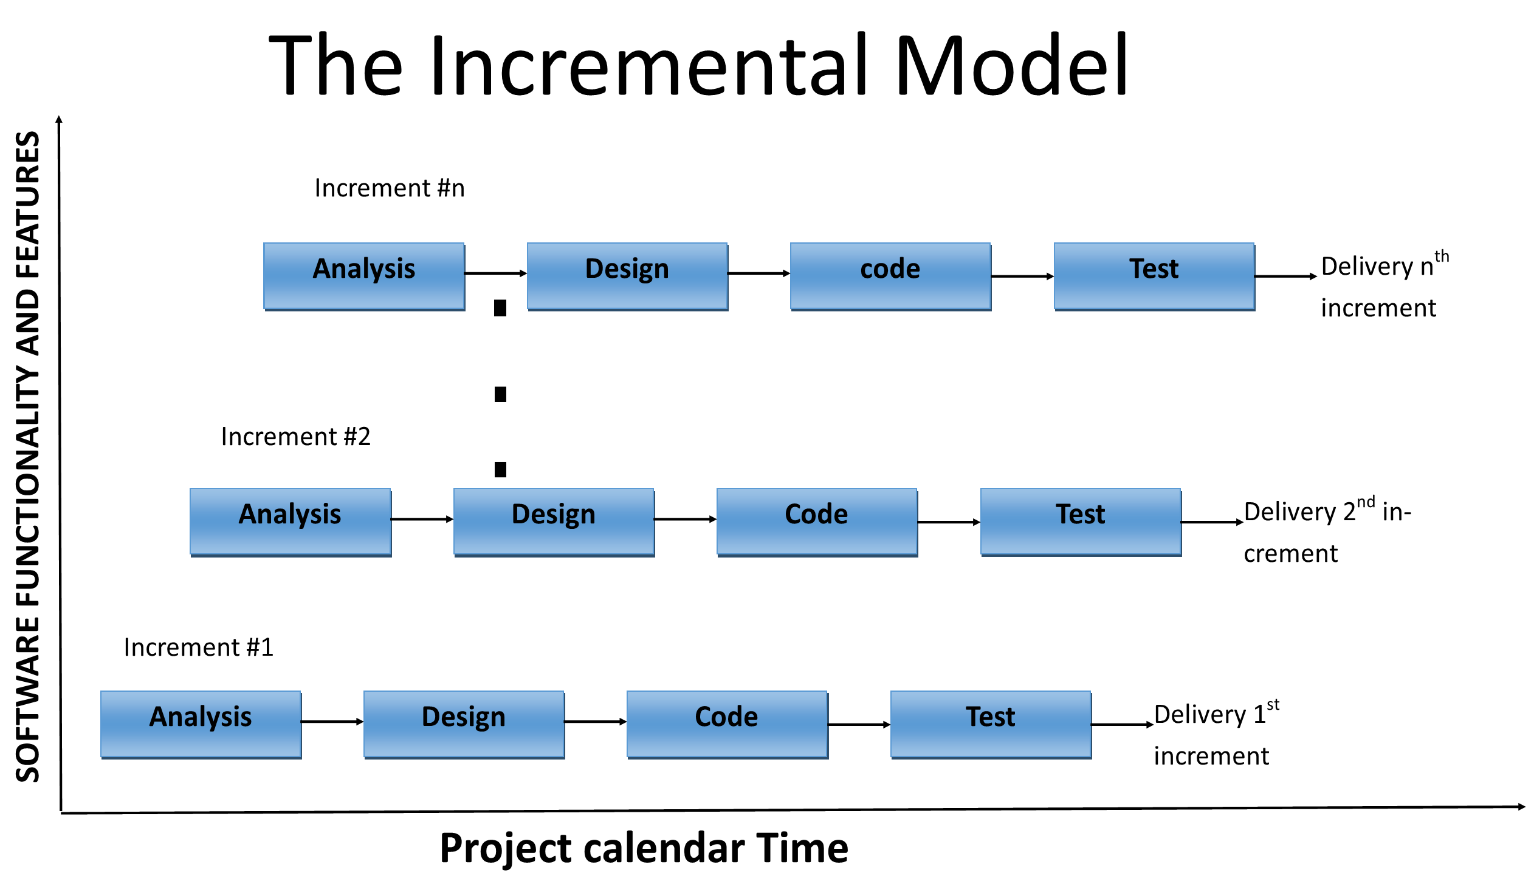 The Incremental Model
SOFTWARE FUNCTIONALITY AND FEATURES
Increment #n
Analysis
Design
code
Test
Delivery nth
increment
Increment #2
Analysis
Design
Code
Test
Delivery 2nd in-
crement
Increment #1
Analysis
Design
Code
Test
Delivery 1st
increment
Project calendar Time